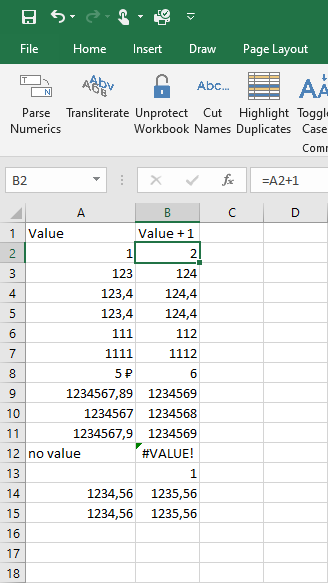 File Home Insert Draw Page Layout
Abv Abc...
Parse Transliterate Unprotect Cut Highlight Toggl
Numerics Workbook Names Duplicates Case
Comm
B2 fx =A2+1
A B C D
1 Value Value + 1
2 1 2
3 123 124
4 123,4 124,4
5 123,4 124,4
6 111 112
7 1111 1112
8 5 ₽ 6
9 1234567,89 1234569
10 1234567 1234568
11 1234567,9 1234569
12 no value #VALUE!
13 1
14 1234,56 1235,56
15 1234,56 1235,56
16
17
18